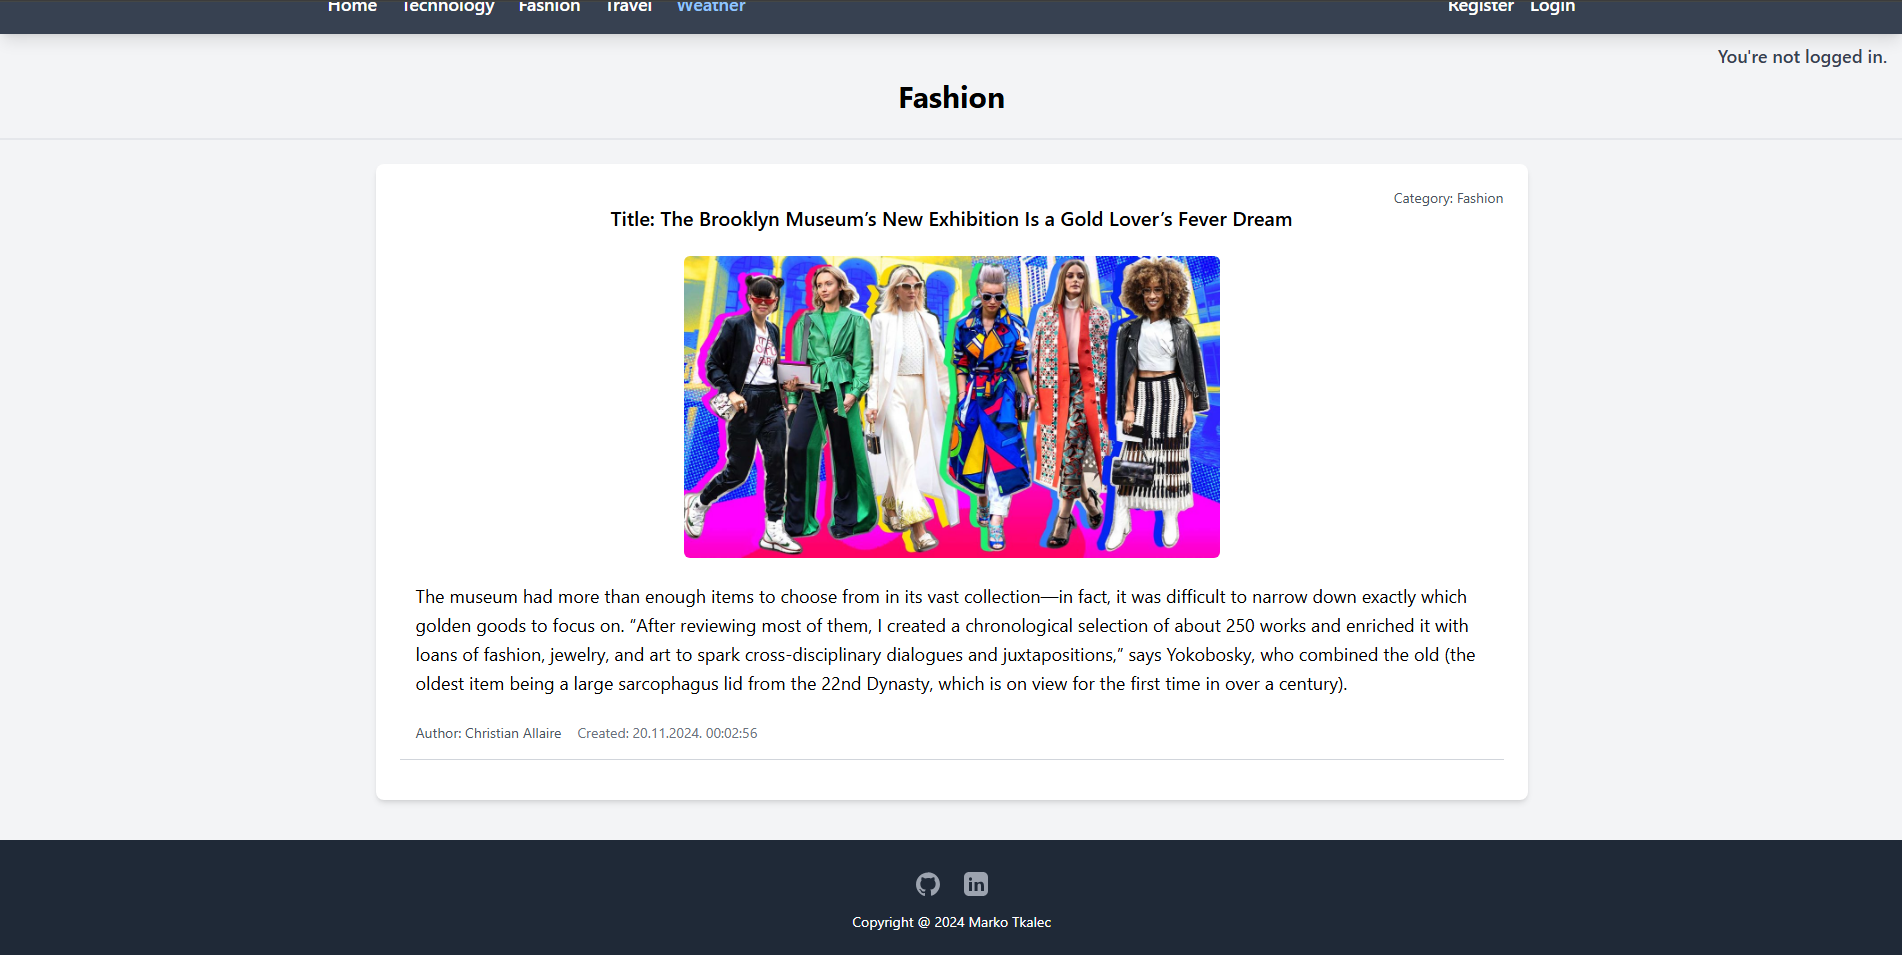 Home Technology Fashion Travel Weather Register Login
You're not logged in.
Fashion
Category: Fashion
Title: The Brooklyn Museum’s New Exhibition Is a Gold Lover’s Fever Dream
The museum had more than enough items to choose from in its vast collection—in fact, it was difficult to narrow down exactly which
golden goods to focus on. “After reviewing most of them, I created a chronological selection of about 250 works and enriched it with
loans of fashion, jewelry, and art to spark cross-disciplinary dialogues and juxtapositions,” says Yokobosky, who combined the old (the
oldest item being a large sarcophagus lid from the 22nd Dynasty, which is on view for the first time in over a century).
Author: Christian Allaire Created: 20.11.2024. 00:02:56
in
Copyright @ 2024 Marko Tkalec